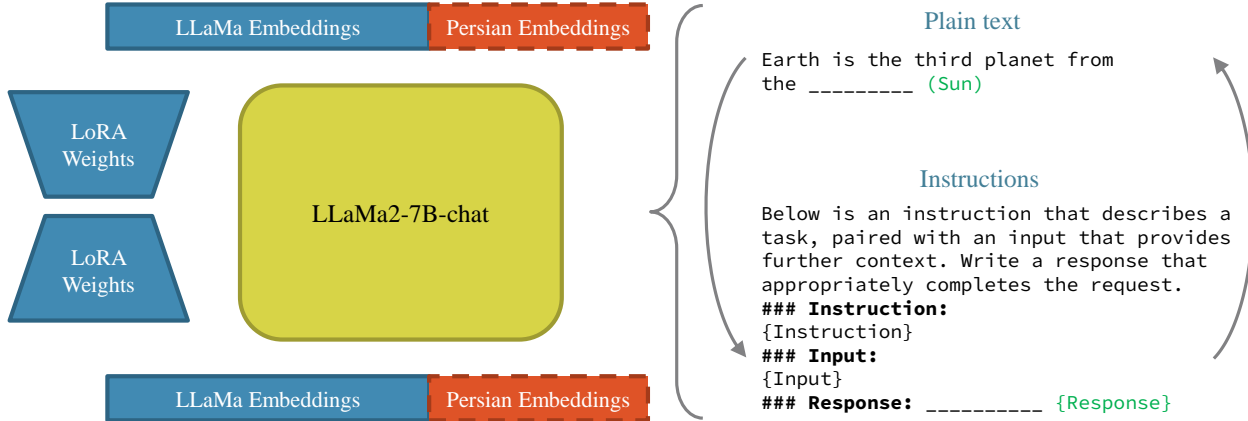 LLaMa Embeddings
Persian Embeddings
LoRA
Weights
LoRA
Weights
LLaMa2-7B-chat
LLaMa Embeddings
Persian Embeddings
Plain text
Earth is the third planet from
the _________ (Sun)
Instructions
Below is an instruction that describes a
task, paired with an input that provides
further context. Write a response that
appropriately completes the request.
### Instruction:
{Instruction}
### Input:
{Input}
### Response: __________ {Response}